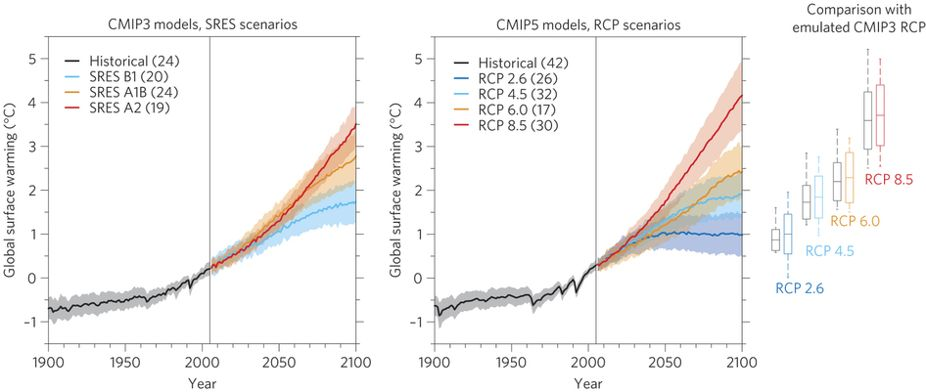 CMIP3 models, SRES scenarios
Global surface warming (°C)
5
4
3
2
1
0
–1
Historical (24)
SRES B1 (20)
SRES A1B (24)
SRES A2 (19)
1900
1950
2000
2050
2100
Year
CMIP5 models, RCP scenarios
Global surface warming (°C)
5
4
3
2
1
0
–1
Historical (42)
RCP 2.6 (26)
RCP 4.5 (32)
RCP 6.0 (17)
RCP 8.5 (30)
1900
1950
2000
2050
2100
Year
Comparison with
emulated CMIP3 RCP
RCP 8.5
RCP 6.0
RCP 4.5
RCP 2.6